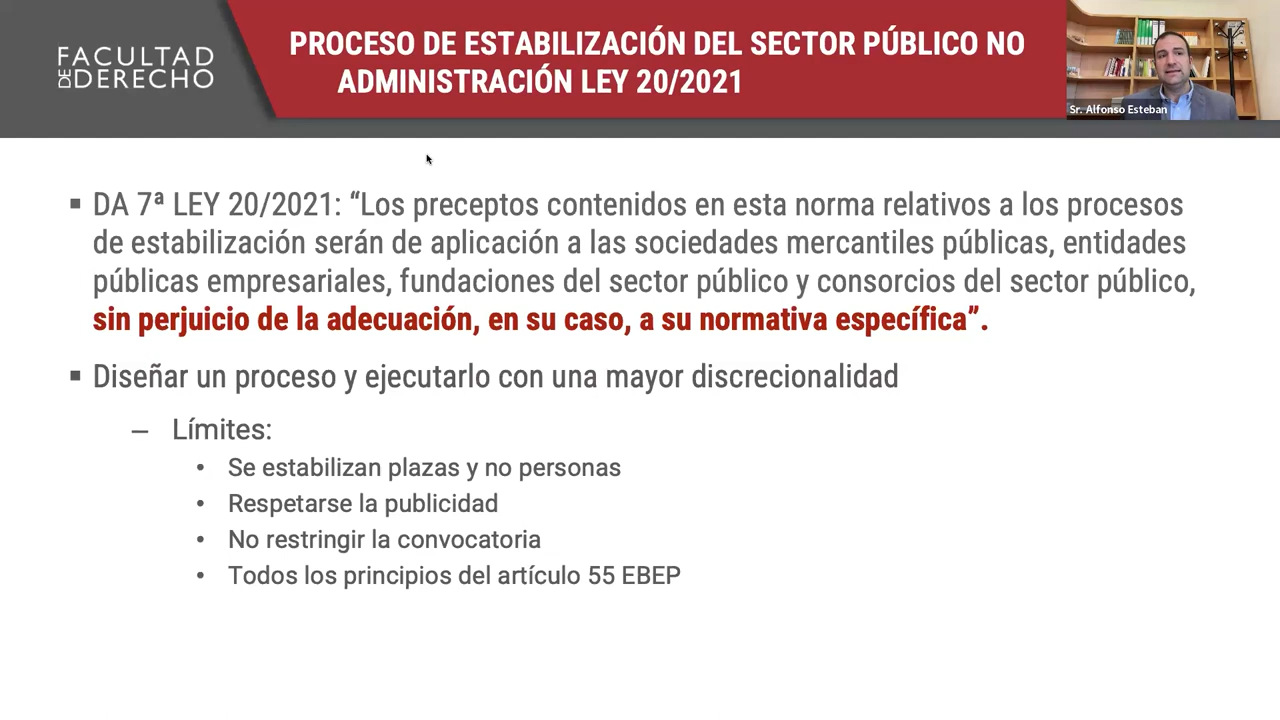 FACULTAD
DE DERECHO
PROCESO DE ESTABILIZACIÓN DEL SECTOR PÚBLICO NO
ADMINISTRACIÓN LEY 20/2021
Sr. Alfonso Esteban
▪ DA 7ª LEY 20/2021: “Los preceptos contenidos en esta norma relativos a los procesos
de estabilización serán de aplicación a las sociedades mercantiles públicas, entidades
públicas empresariales, fundaciones del sector público y consorcios del sector público,
sin perjuicio de la adecuación, en su caso, a su normativa específica”.
▪ Diseñar un proceso y ejecutarlo con una mayor discrecionalidad
– Límites:
• Se estabilizan plazas y no personas
• Respetarse la publicidad
• No restringir la convocatoria
• Todos los principios del artículo 55 EBEP